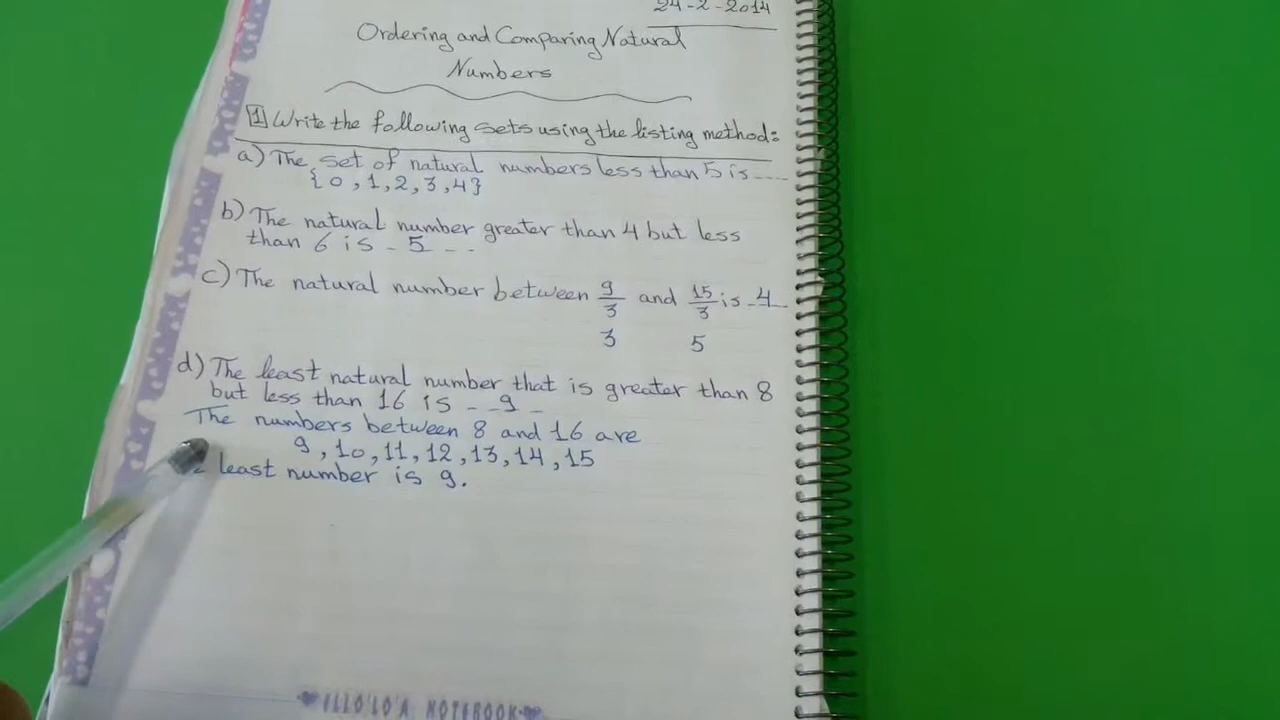 24-2-2014
Ordering and Comparing Natural
Numbers
1 Write the following sets using the listing method:
a) The set of natural numbers less than 5 is ....
{0, 1, 2, 3, 4}
b) The natural number greater than 4 but less
than 6 is - 5 - -
c) The natural number between 9/3 and 15/3 is - 4 -
3 5
d) The least natural number that is greater than 8
but less than 16 is - - 9 -
The numbers between 8 and 16 are
9, 10, 11, 12, 13, 14, 15
least number is 9.
NOTEBOOK